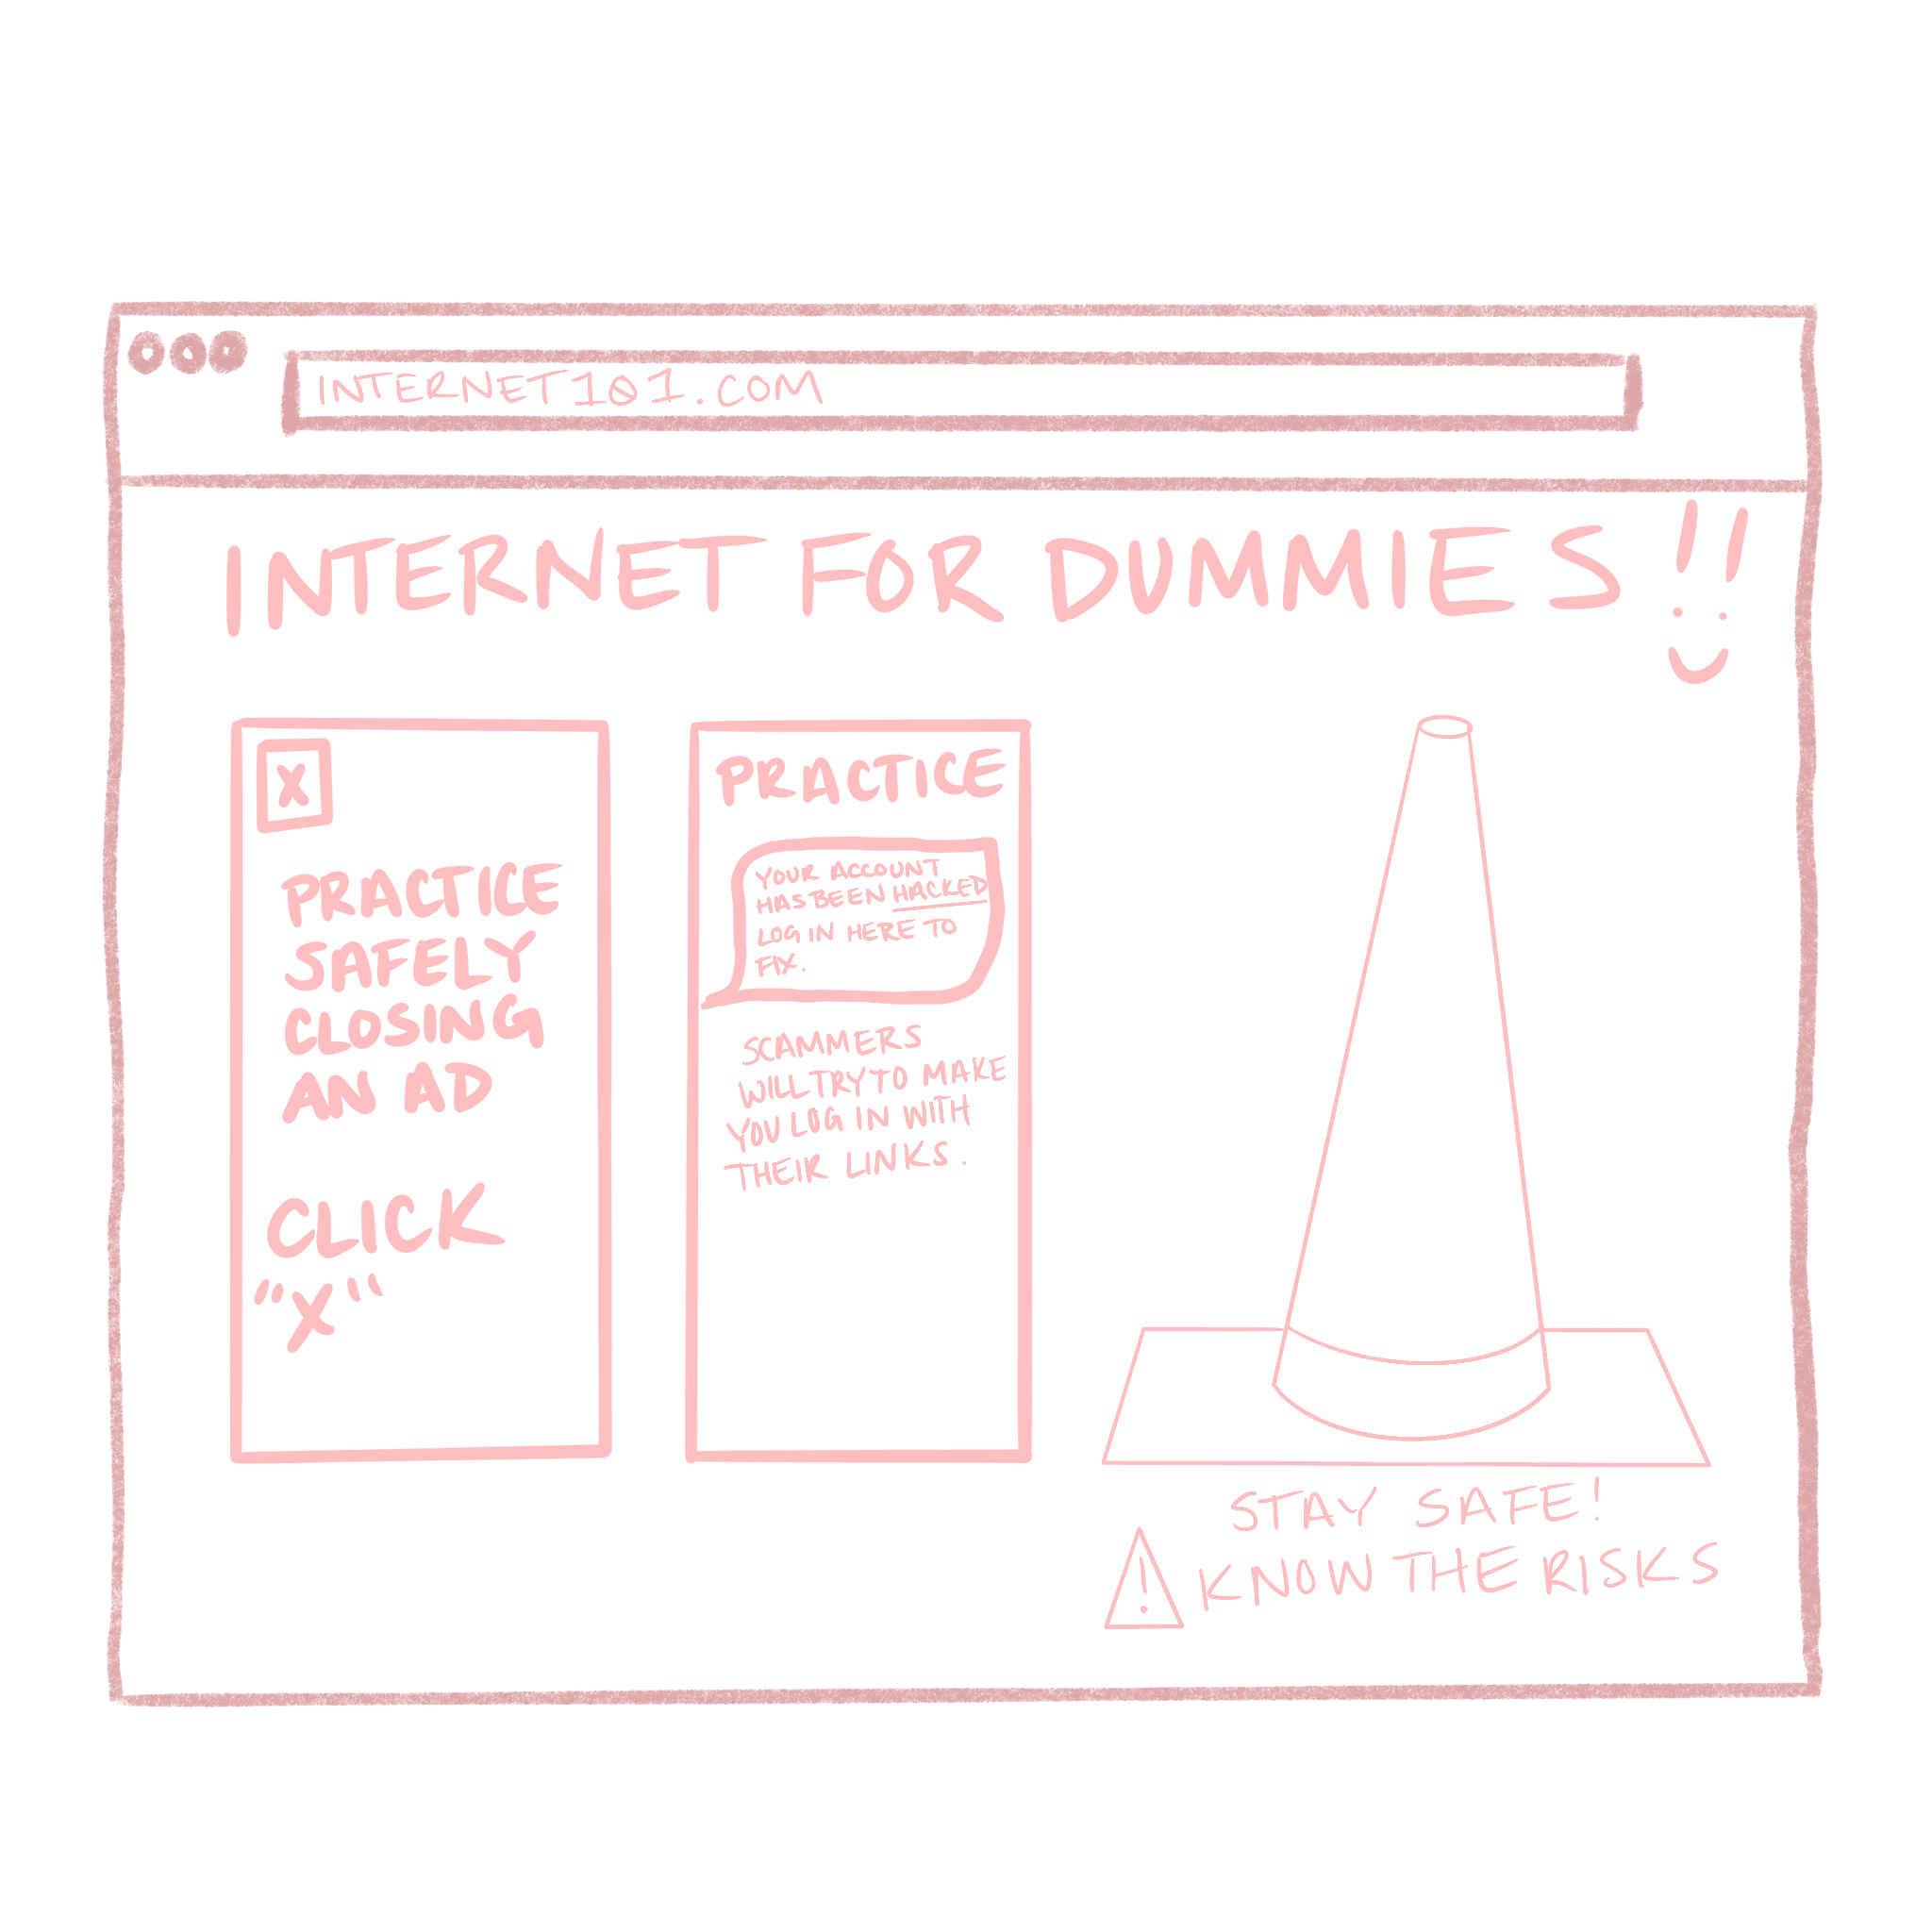 INTERNET101.COM
INTERNET FOR DUMMIES!!
X
PRACTICE
SAFELY
CLOSING
AN AD
CLICK
"X"
PRACTICE
YOUR ACCOUNT
HAS BEEN HACKED
LOG IN HERE TO
FIX.
SCAMMERS
WILL TRY TO MAKE
YOU LOG IN WITH
THEIR LINKS.
STAY SAFE!
! KNOW THE RISKS